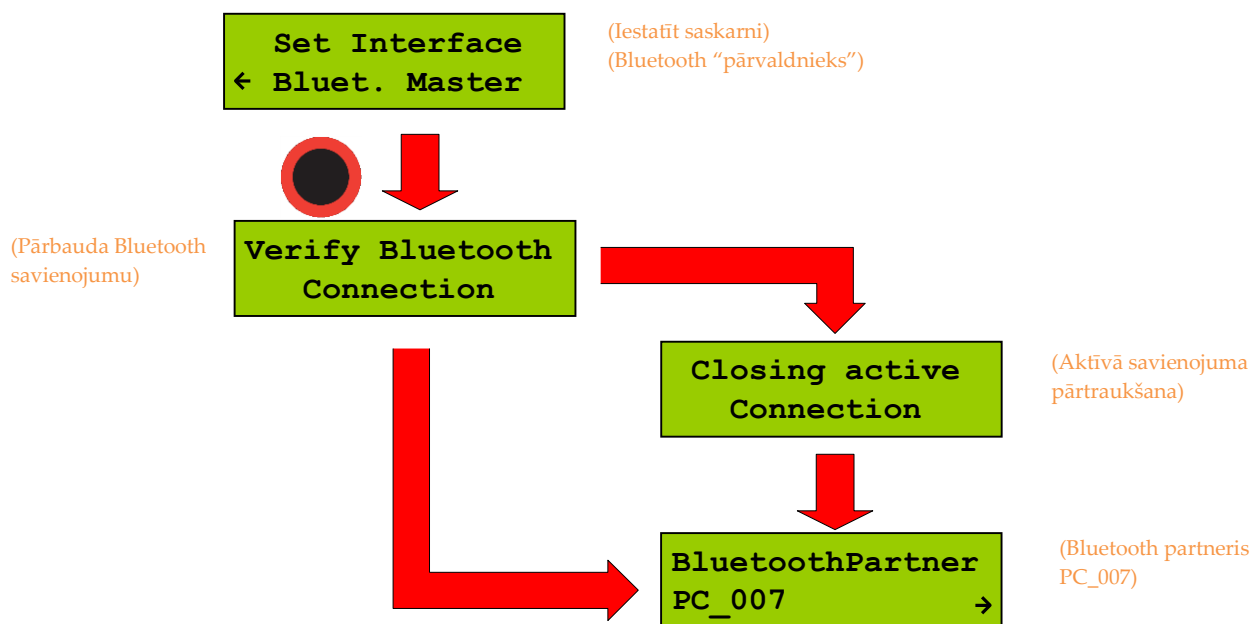 Set Interface
← Bluet. Master
(Iestatīt saskarni)
(Bluetooth “pārvaldnieks”)
(Pārbauda Bluetooth
savienojumu)
Verify Bluetooth
Connection
Closing active
Connection
(Aktīvā savienojuma
pārtraukšana)
BluetoothPartner
PC_007 →
(Bluetooth partneris
PC_007)